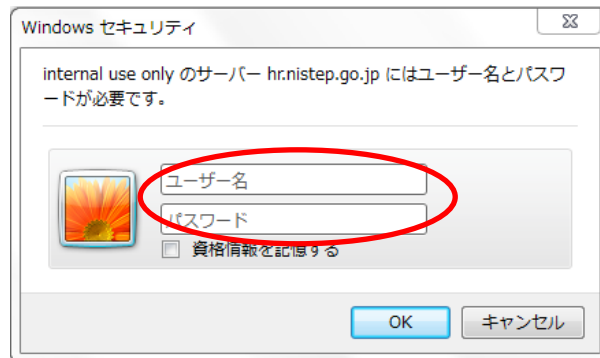 Windows セキュリティ
internal use only のサーバー hr.nistep.go.jp にはユーザー名とパスワ
ードが必要です。
ユーザー名
パスワード
資格情報を記憶する
OK
キャンセル